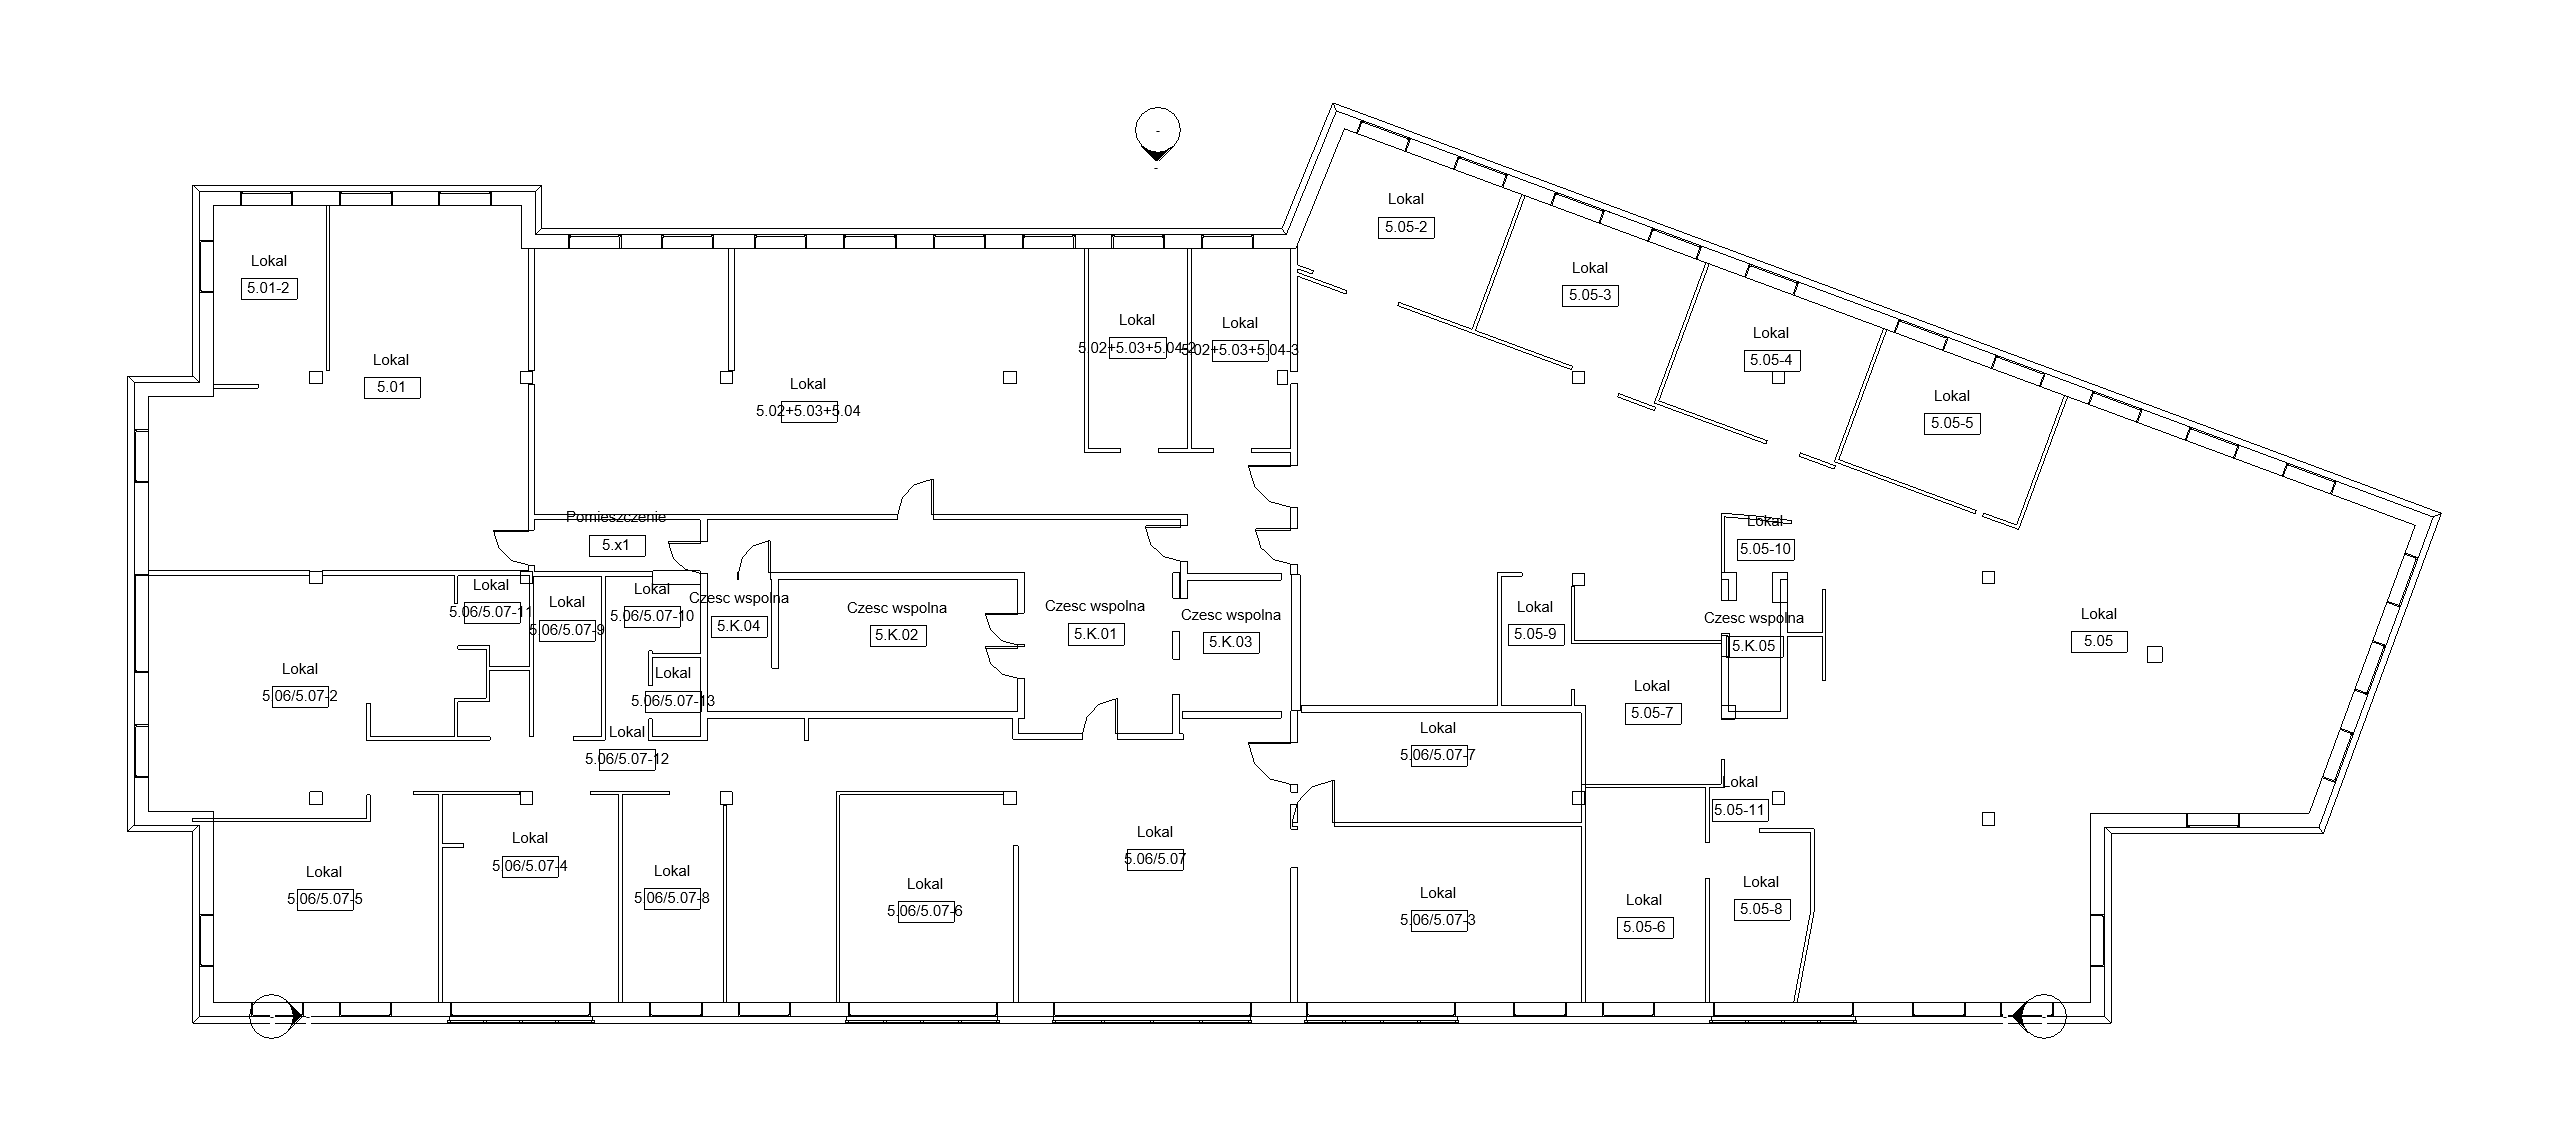 Lokal
5.05-2
Lokal
5.01-2
Lokal
5.05-3
Lokal
5.02+5.03+5.04-2
Lokal
5.02+5.03+5.04-3
Lokal
5.05-4
Lokal
5.01
Lokal
5.02+5.03+5.04
Lokal
5.05-5
Pomieszczenie
5.x1
Lokal
5.05-10
Lokal
5.06/5.07-11
Lokal
5.06/5.07-9
Lokal
5.06/5.07-10
Czesc wspolna
5.K.04
Czesc wspolna
5.K.02
Czesc wspolna
5.K.01
Czesc wspolna
5.K.03
Lokal
5.05-9
Czesc wspolna
5.K.05
Lokal
5.05
Lokal
5.06/5.07-2
Lokal
5.06/5.07-13
Lokal
5.05-7
Lokal
5.06/5.07-12
Lokal
5.06/5.07-7
Lokal
5.05-11
Lokal
5.06/5.07-4
Lokal
5.06/5.07
Lokal
5.06/5.07-5
Lokal
5.06/5.07-8
Lokal
5.06/5.07-6
Lokal
5.06/5.07-3
Lokal
5.05-6
Lokal
5.05-8